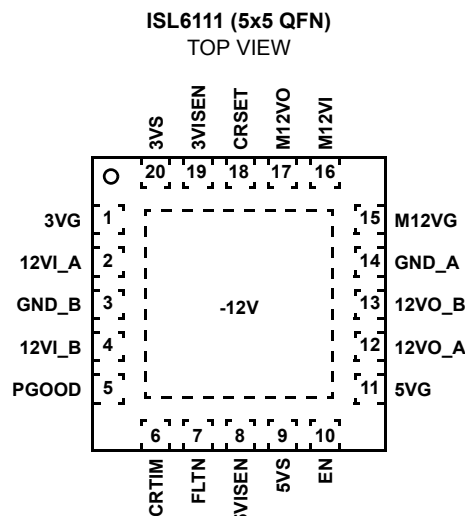 ISL6111 (5x5 QFN)
TOP VIEW
3VS
3VISEN
CRSET
M12VO
M12VI
20
19
18
17
16
3VG
1
15
M12VG
12VI_A
2
14
GND_A
GND_B
3
-12V
13
12VO_B
12VI_B
4
12
12VO_A
PGOOD
5
11
5VG
6
7
8
9
10
CRTIM
FLTN
5VISEN
5VS
EN